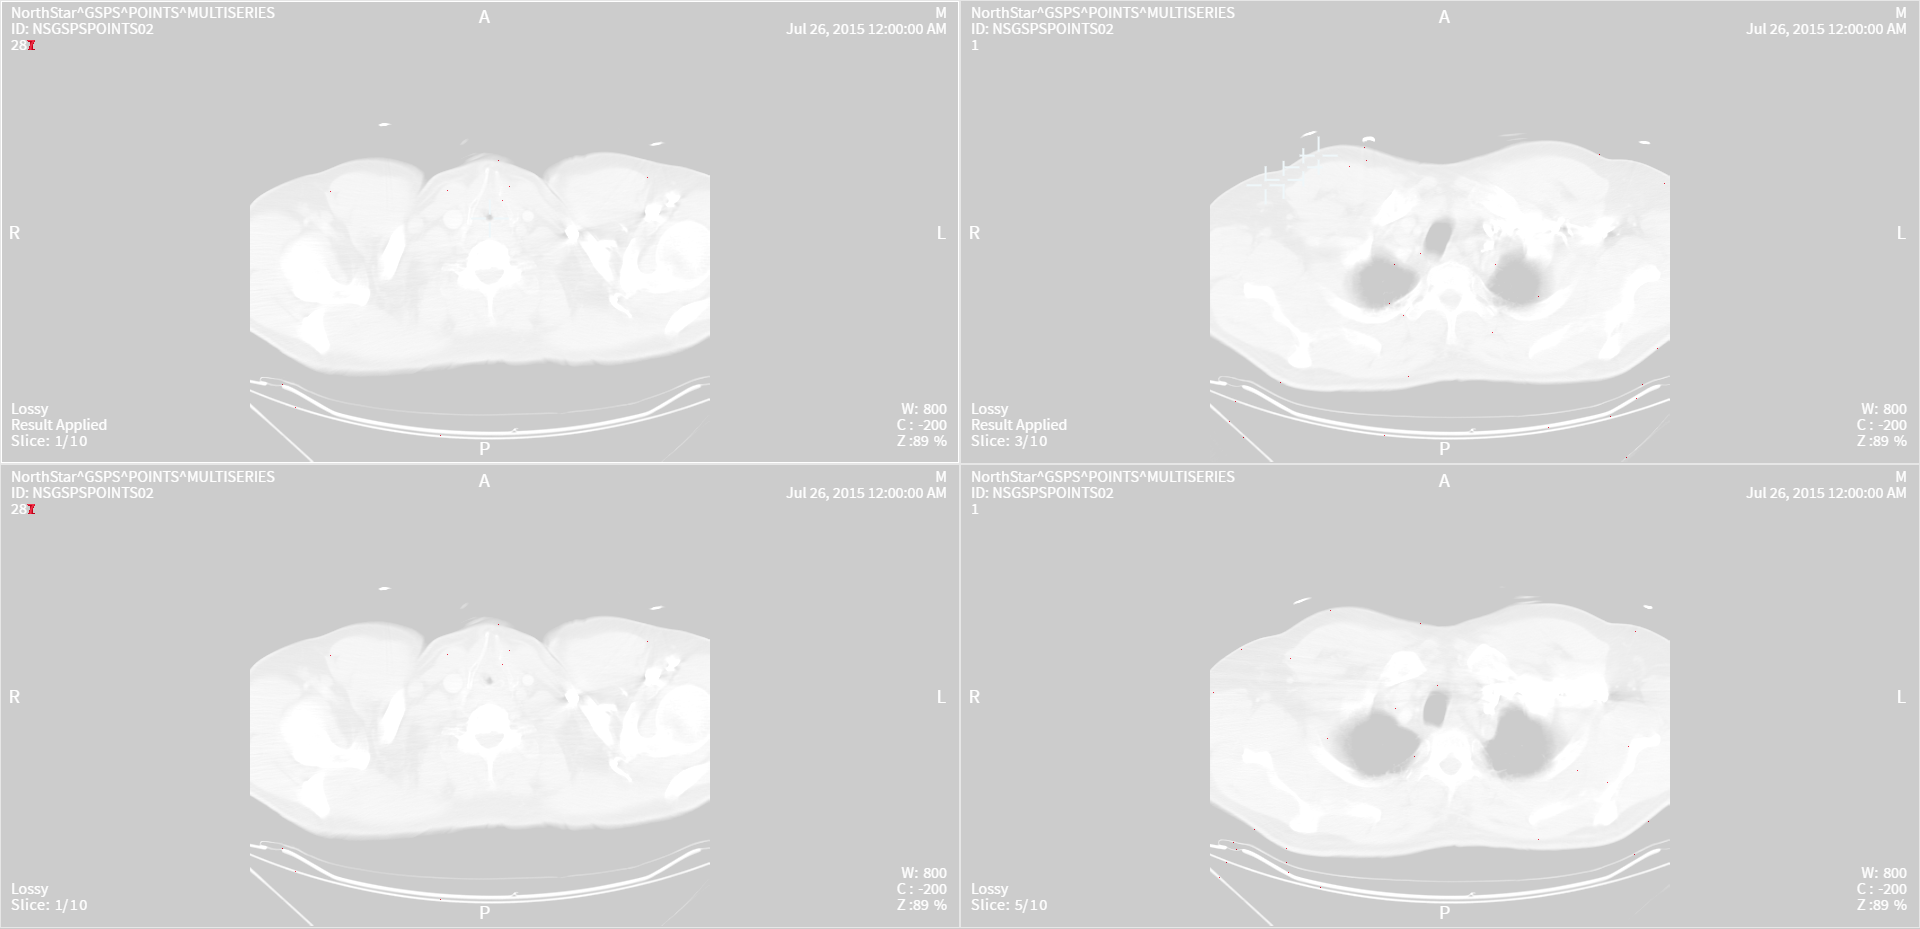 NorthStar^GSPS^POINTS^MULTISERIES
ID: NSGSPSPOINTS02
A
M
Jul 26, 2015 12:00:00 AM
R
L
Lossy
Result Applied
Slice: 1/10
P
W: 800
C : -200
Z :89 %
NorthStar^GSPS^POINTS^MULTISERIES
ID: NSGSPSPOINTS02
1
A
M
Jul 26, 2015 12:00:00 AM
R
L
Lossy
Result Applied
Slice: 3/10
P
W: 800
C : -200
Z :89 %
NorthStar^GSPS^POINTS^MULTISERIES
ID: NSGSPSPOINTS02
A
M
Jul 26, 2015 12:00:00 AM
R
L
Lossy
Slice: 1/10
P
W: 800
C : -200
Z :89 %
NorthStar^GSPS^POINTS^MULTISERIES
ID: NSGSPSPOINTS02
1
A
M
Jul 26, 2015 12:00:00 AM
R
L
Lossy
Slice: 5/10
P
W: 800
C : -200
Z :89 %